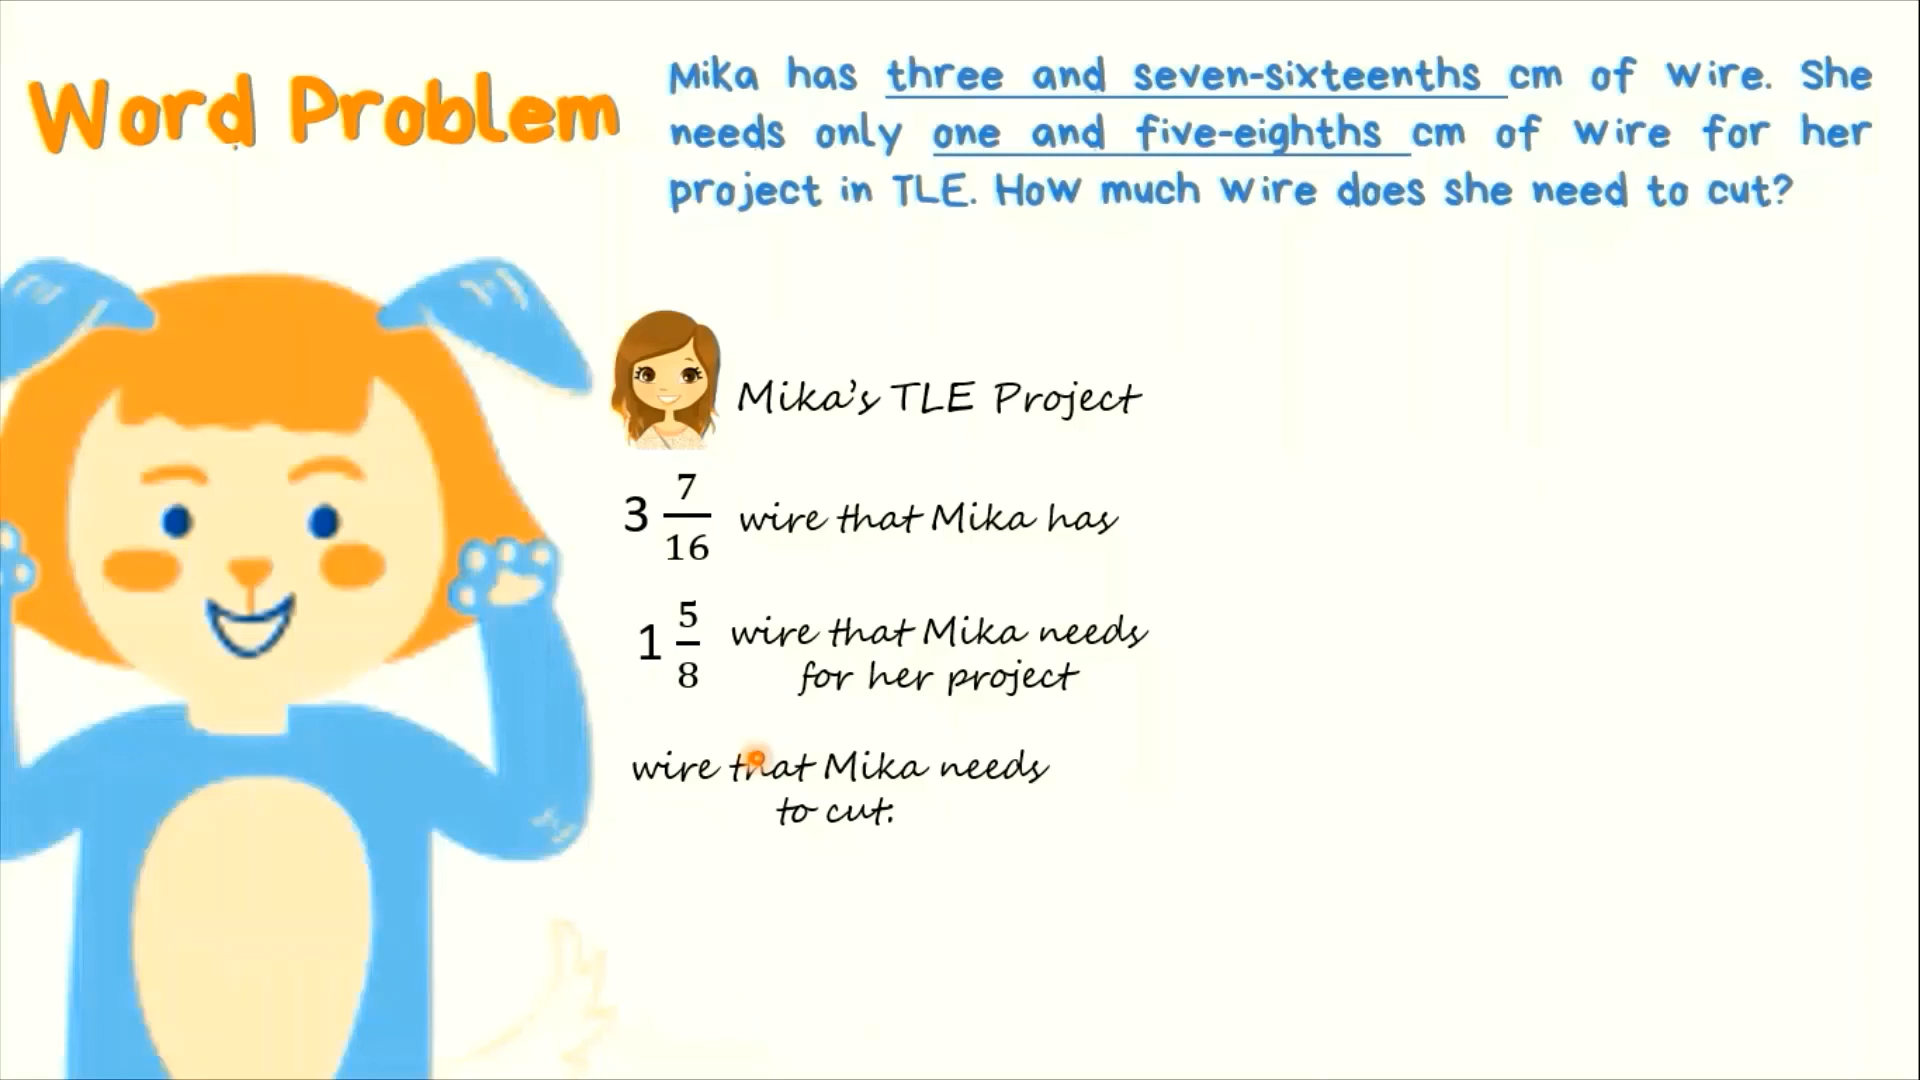 Word Problem
Mika has three and seven-sixteenths cm of wire. She
needs only one and five-eighths cm of wire for her
project in TLE. How much wire does she need to cut?
Mika's TLE Project
3 7/16 wire that Mika has
1 5/8 wire that Mika needs
for her project
wire that Mika needs
to cut.